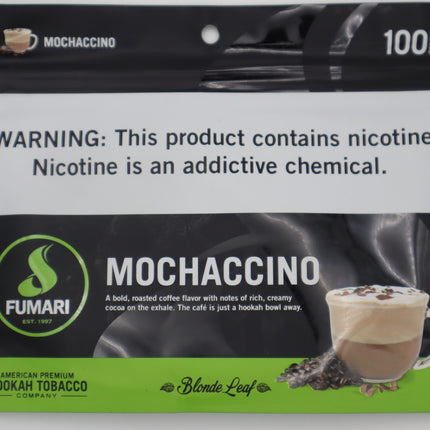 MOCHACCINO
100
WARNING: This product contains nicotine
Nicotine is an addictive chemical.
FUMARI
EST. 1997
MOCHACCINO
A bold, roasted coffee flavor with notes of rich, creamy
cocoa on the exhale. The café is just a hookah bowl away.
AMERICAN PREMIUM
OOKAH TOBACCO
COMPANY
Blonde Leaf